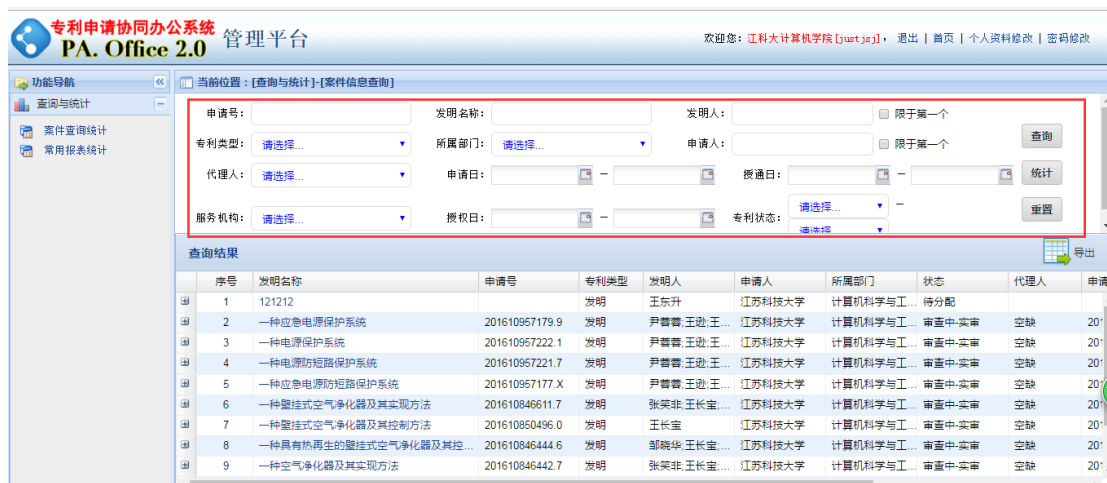 专利申请协同办公系统
PA. Office 2.0 管理平台
欢迎您：江科大计算机学院[justjsj]， 退出 | 首页 | 个人资料修改 | 密码修改
功能导航
当前位置：[查询与统计]-[案件信息查询]
查询与统计
案件查询统计
常用报表统计
申请号： 发明名称： 发明人： 限于第一个
专利类型： 请选择... 所属部门： 请选择... 申请人： 限于第一个 查询
代理人： 请选择... 申请日： - 授通日： - 统计
服务机构： 请选择... 授权日： - 专利状态： 请选择... - 重置
请选择
查询结果 导出
序号 发明名称 申请号 专利类型 发明人 申请人 所属部门 状态 代理人 申请
1 121212 发明 王东升 江苏科技大学 计算机科学与工... 待分配
2 一种应急电源保护系统 201610957179.9 发明 尹蓉蓉;王逊;王... 江苏科技大学 计算机科学与工... 审查中-实审 空缺 201
3 一种电源保护系统 201610957222.1 发明 尹蓉蓉;王逊;王... 江苏科技大学 计算机科学与工... 审查中-实审 空缺 201
4 一种电源防短路保护系统 201610957221.7 发明 尹蓉蓉;王逊;王... 江苏科技大学 计算机科学与工... 审查中-实审 空缺 201
5 一种应急电源防短路保护系统 201610957177.X 发明 尹蓉蓉;王逊;王... 江苏科技大学 计算机科学与工... 审查中-实审 空缺 201
6 一种壁挂式空气净化器及其实现方法 201610846611.7 发明 张笑非;王长宝;... 江苏科技大学 计算机科学与工... 审查中-实审 空缺 201
7 一种壁挂式空气净化器及其控制方法 201610850496.0 发明 王长宝 江苏科技大学 计算机科学与工... 审查中-实审 空缺 201
8 一种具有热再生的壁挂式空气净化器及其控... 201610846444.6 发明 邹晓华;王长宝;... 江苏科技大学 计算机科学与工... 审查中-实审 空缺 201
9 一种空气净化器及其实现方法 201610846442.7 发明 张笑非;王长宝;... 江苏科技大学 计算机科学与工... 审查中-实审 空缺 201